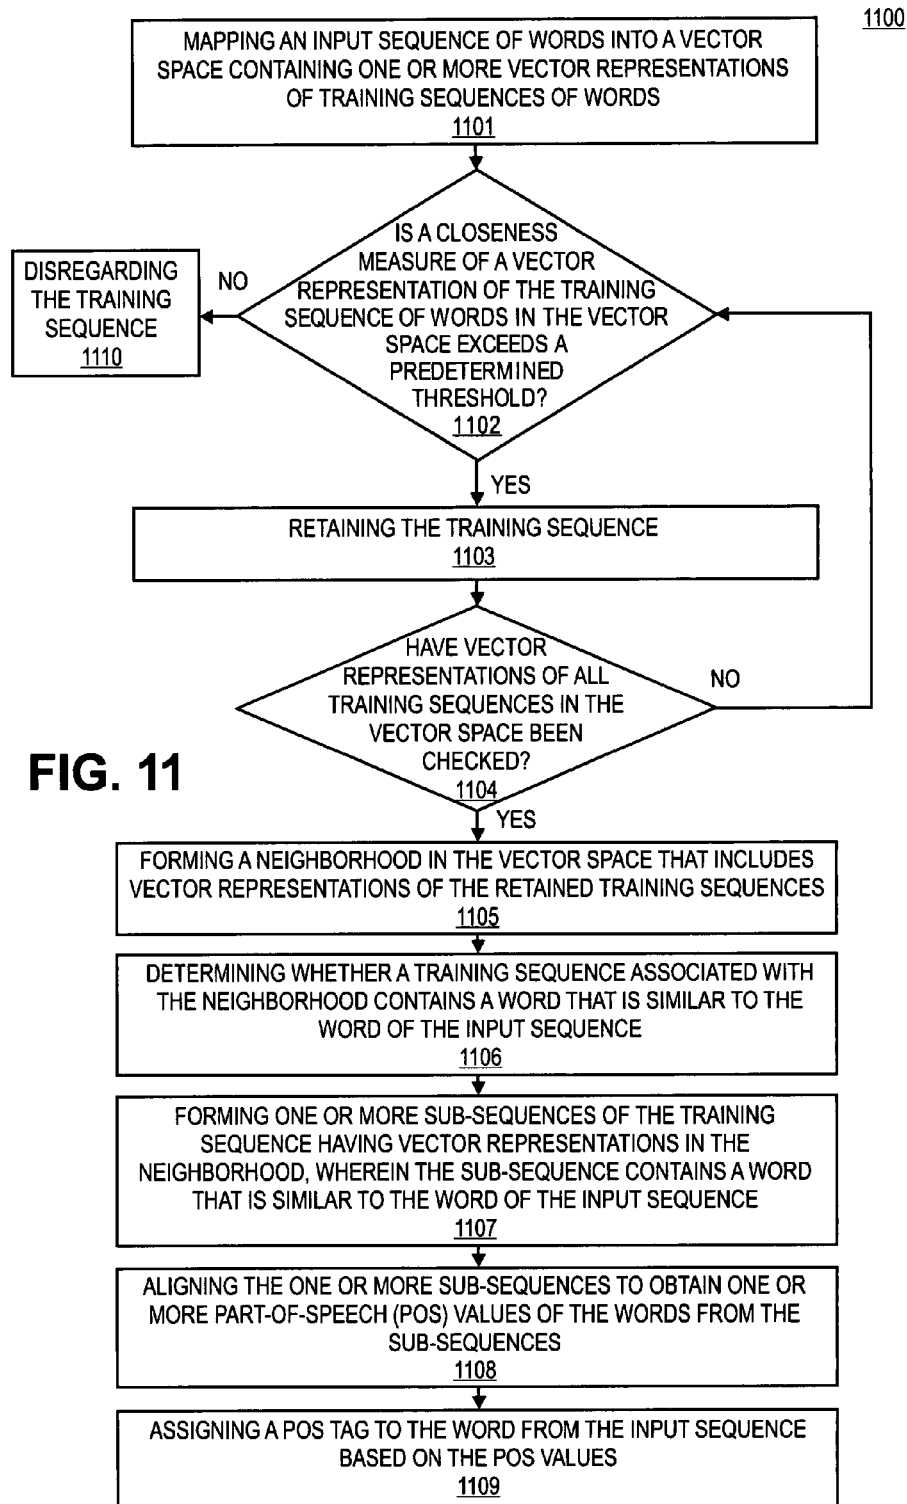 1100
MAPPING AN INPUT SEQUENCE OF WORDS INTO A VECTOR
SPACE CONTAINING ONE OR MORE VECTOR REPRESENTATIONS
OF TRAINING SEQUENCES OF WORDS
1101
IS A CLOSENESS
MEASURE OF A VECTOR
REPRESENTATION OF THE TRAINING
SEQUENCE OF WORDS IN THE VECTOR
SPACE EXCEEDS A
PREDETERMINED
THRESHOLD?
1102
NO
DISREGARDING
THE TRAINING
SEQUENCE
1110
YES
RETAINING THE TRAINING SEQUENCE
1103
HAVE VECTOR
REPRESENTATIONS OF ALL
TRAINING SEQUENCES IN THE
VECTOR SPACE BEEN
CHECKED?
1104
NO
FIG. 11
YES
FORMING A NEIGHBORHOOD IN THE VECTOR SPACE THAT INCLUDES
VECTOR REPRESENTATIONS OF THE RETAINED TRAINING SEQUENCES
1105
DETERMINING WHETHER A TRAINING SEQUENCE ASSOCIATED WITH
THE NEIGHBORHOOD CONTAINS A WORD THAT IS SIMILAR TO THE
WORD OF THE INPUT SEQUENCE
1106
FORMING ONE OR MORE SUB-SEQUENCES OF THE TRAINING
SEQUENCE HAVING VECTOR REPRESENTATIONS IN THE
NEIGHBORHOOD, WHEREIN THE SUB-SEQUENCE CONTAINS A WORD
THAT IS SIMILAR TO THE WORD OF THE INPUT SEQUENCE
1107
ALIGNING THE ONE OR MORE SUB-SEQUENCES TO OBTAIN ONE OR
MORE PART-OF-SPEECH (POS) VALUES OF THE WORDS FROM THE
SUB-SEQUENCES
1108
ASSIGNING A POS TAG TO THE WORD FROM THE INPUT SEQUENCE
BASED ON THE POS VALUES
1109